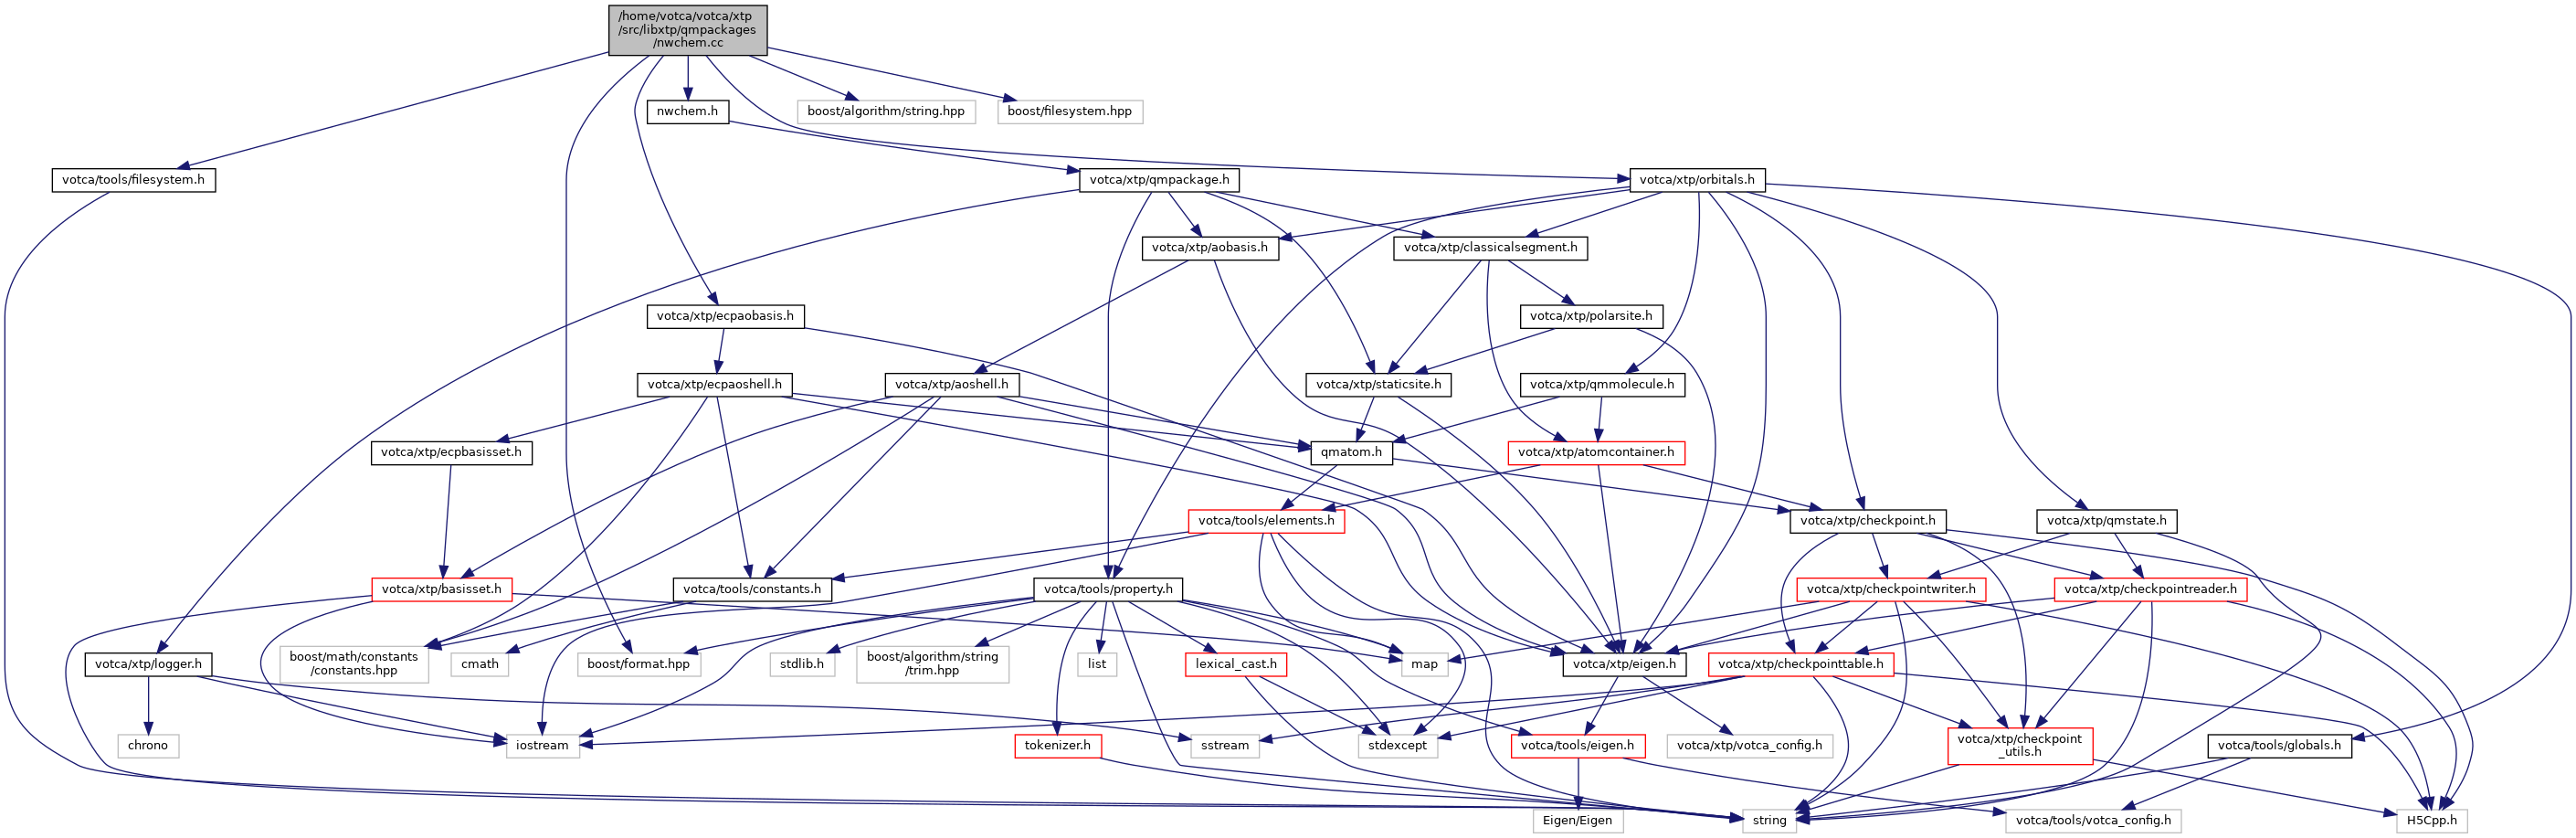 /home/votca/votca/xtp
/src/libxtp/qmpackages
/nwchem.cc
nwchem.h
boost/algorithm/string.hpp
boost/filesystem.hpp
votca/tools/filesystem.h
votca/xtp/qmpackage.h
votca/xtp/orbitals.h
votca/xtp/aobasis.h
votca/xtp/classicalsegment.h
votca/xtp/ecpaobasis.h
votca/xtp/polarsite.h
votca/xtp/ecpaoshell.h
votca/xtp/aoshell.h
votca/xtp/staticsite.h
votca/xtp/qmmolecule.h
votca/xtp/ecpbasisset.h
qmatom.h
votca/xtp/atomcontainer.h
votca/tools/elements.h
votca/xtp/checkpoint.h
votca/xtp/qmstate.h
votca/xtp/basisset.h
votca/tools/constants.h
votca/tools/property.h
votca/xtp/checkpointwriter.h
votca/xtp/checkpointreader.h
votca/xtp/logger.h
boost/math/constants
/constants.hpp
cmath
boost/format.hpp
stdlib.h
boost/algorithm/string
/trim.hpp
list
lexical_cast.h
map
votca/xtp/eigen.h
votca/xtp/checkpointtable.h
chrono
iostream
tokenizer.h
sstream
stdexcept
votca/tools/eigen.h
votca/xtp/votca_config.h
votca/xtp/checkpoint
_utils.h
votca/tools/globals.h
Eigen/Eigen
string
votca/tools/votca_config.h
H5Cpp.h